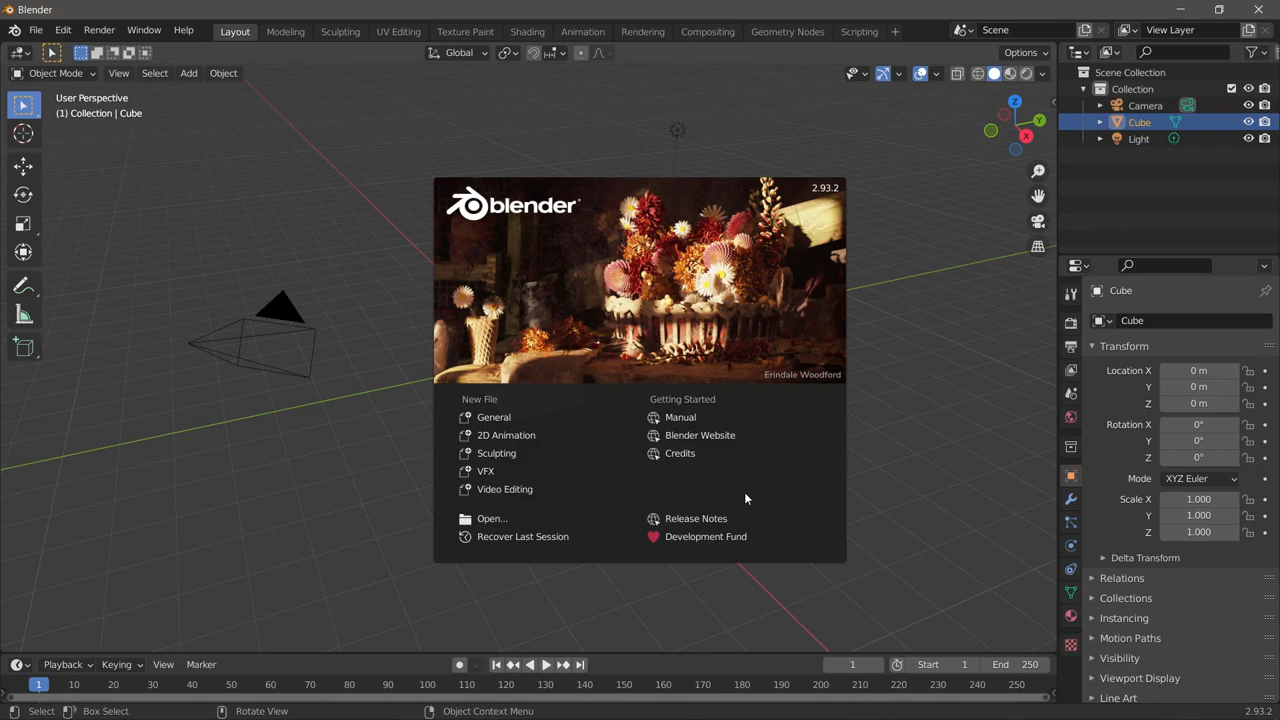 Blender
File Edit Render Window Help
Layout Modeling Sculpting UV Editing Texture Paint Shading Animation Rendering Compositing Geometry Nodes Scripting +
Scene
View Layer
Global
Options
Object Mode View Select Add Object
User Perspective
(1) Collection | Cube
Z
Y
X
Scene Collection
Collection
Camera
Cube
Light
blender
2.93.2
Erindale Woodford
New File
General
2D Animation
Sculpting
VFX
Video Editing
Open...
Recover Last Session
Getting Started
Manual
Blender Website
Credits
Release Notes
Development Fund
Cube
Cube
Transform
Location X 0 m
Y 0 m
Z 0 m
Rotation X 0°
Y 0°
Z 0°
Mode XYZ Euler
Scale X 1.000
Y 1.000
Z 1.000
Delta Transform
Relations
Collections
Instancing
Motion Paths
Visibility
Viewport Display
Line Art
Playback Keying View Marker
1
Start 1
End 250
1 10 20 30 40 50 60 70 80 90 100 110 120 130 140 150 160 170 180 190 200 210 220 230 240 250
Select Box Select Rotate View Object Context Menu
2.93.2